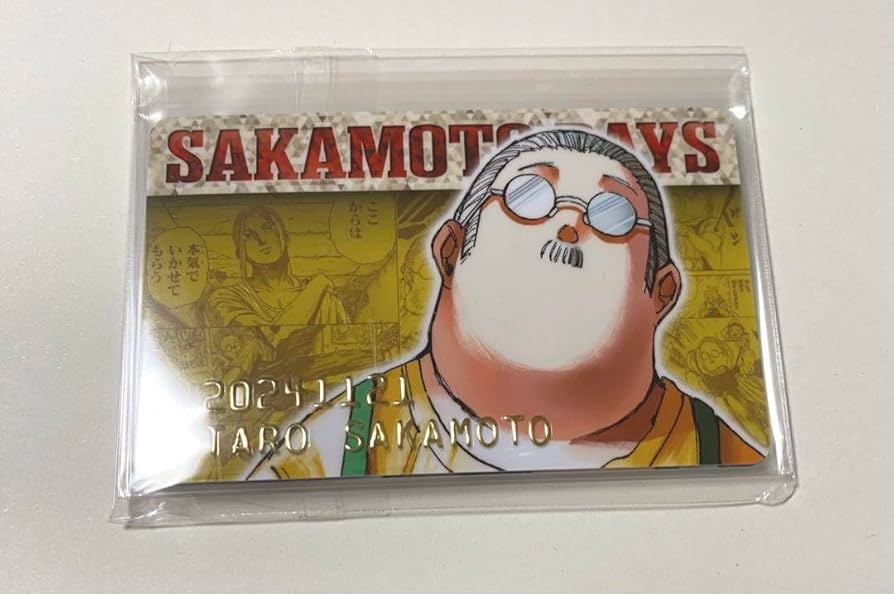 SAKAMOTO DAYS
ここ
からは
本気で
いかせて
もらう
20241121
TARO SAKAMOTO